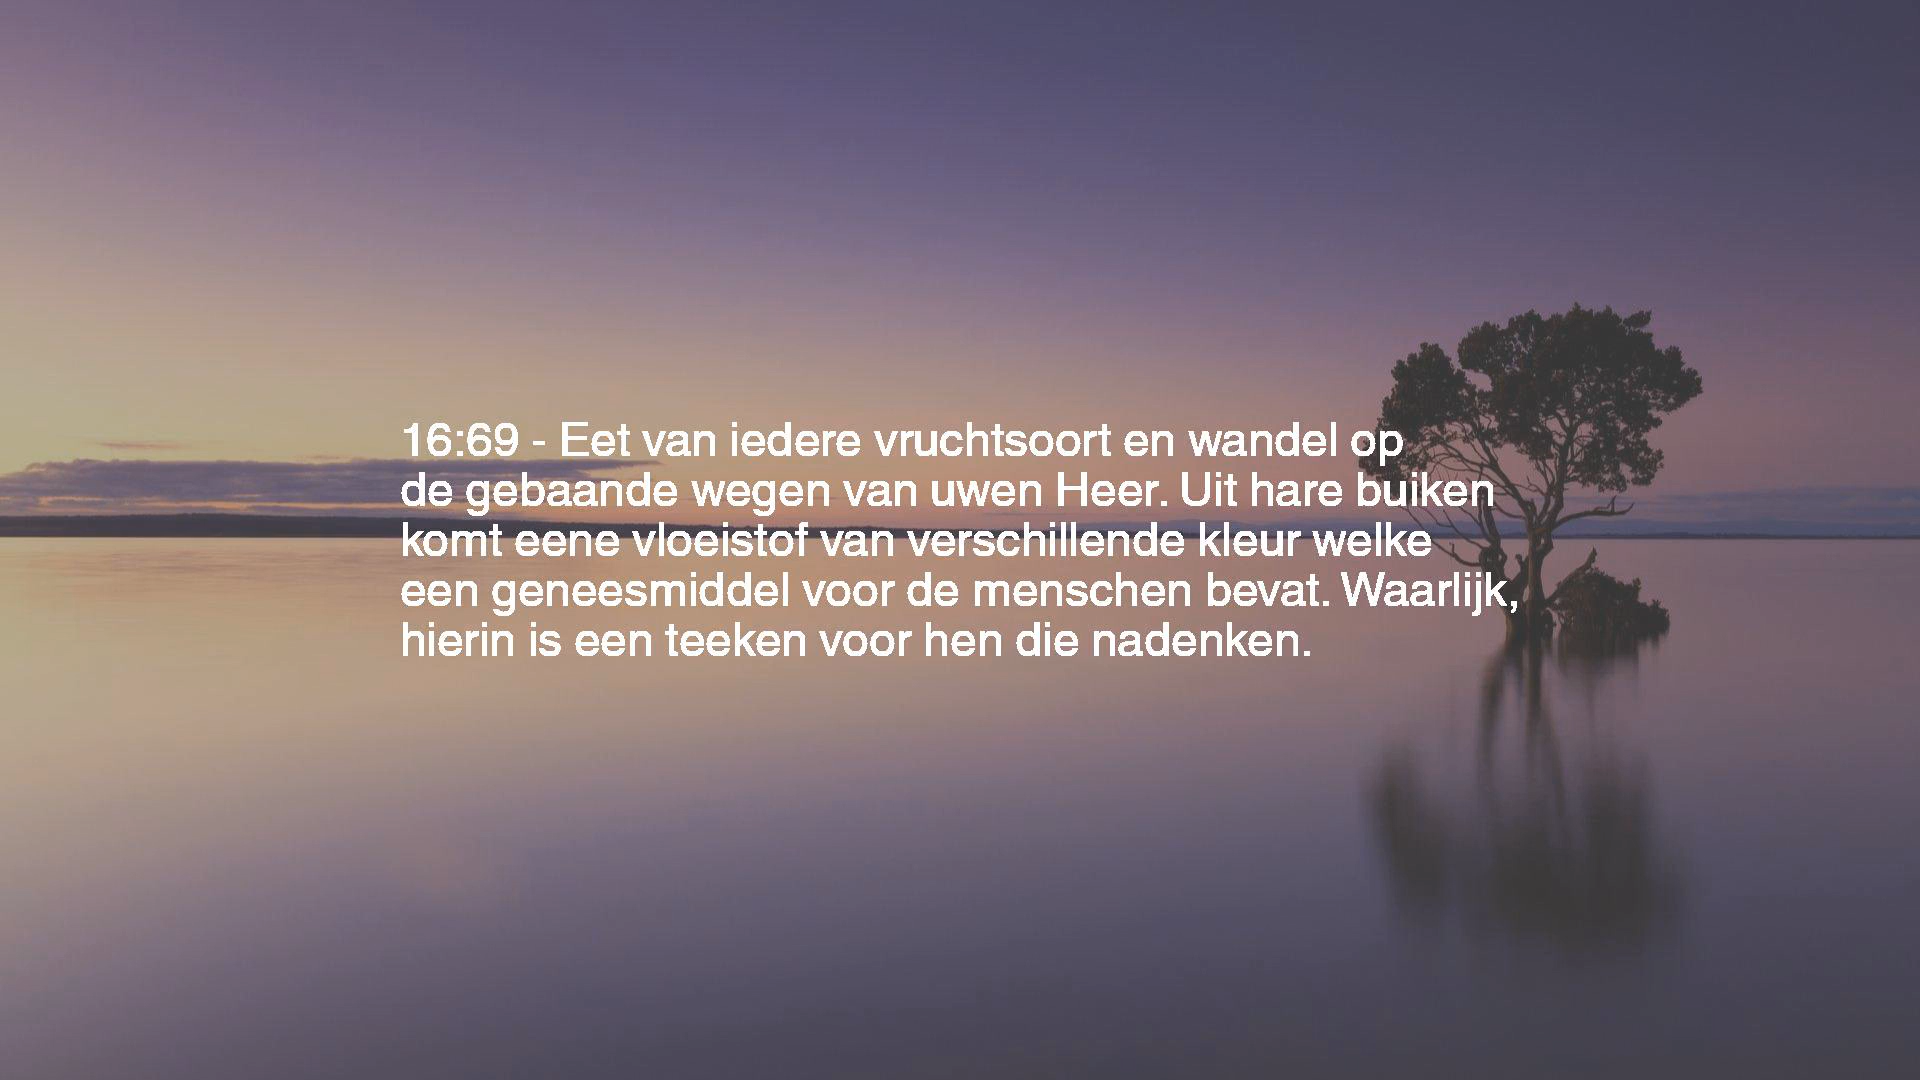 16:69 - Eet van iedere vruchtsoort en wandel op
de gebaande wegen van uwen Heer. Uit hare buiken
komt eene vloeistof van verschillende kleur welke
een geneesmiddel voor de menschen bevat. Waarlijk,
hierin is een teeken voor hen die nadenken.